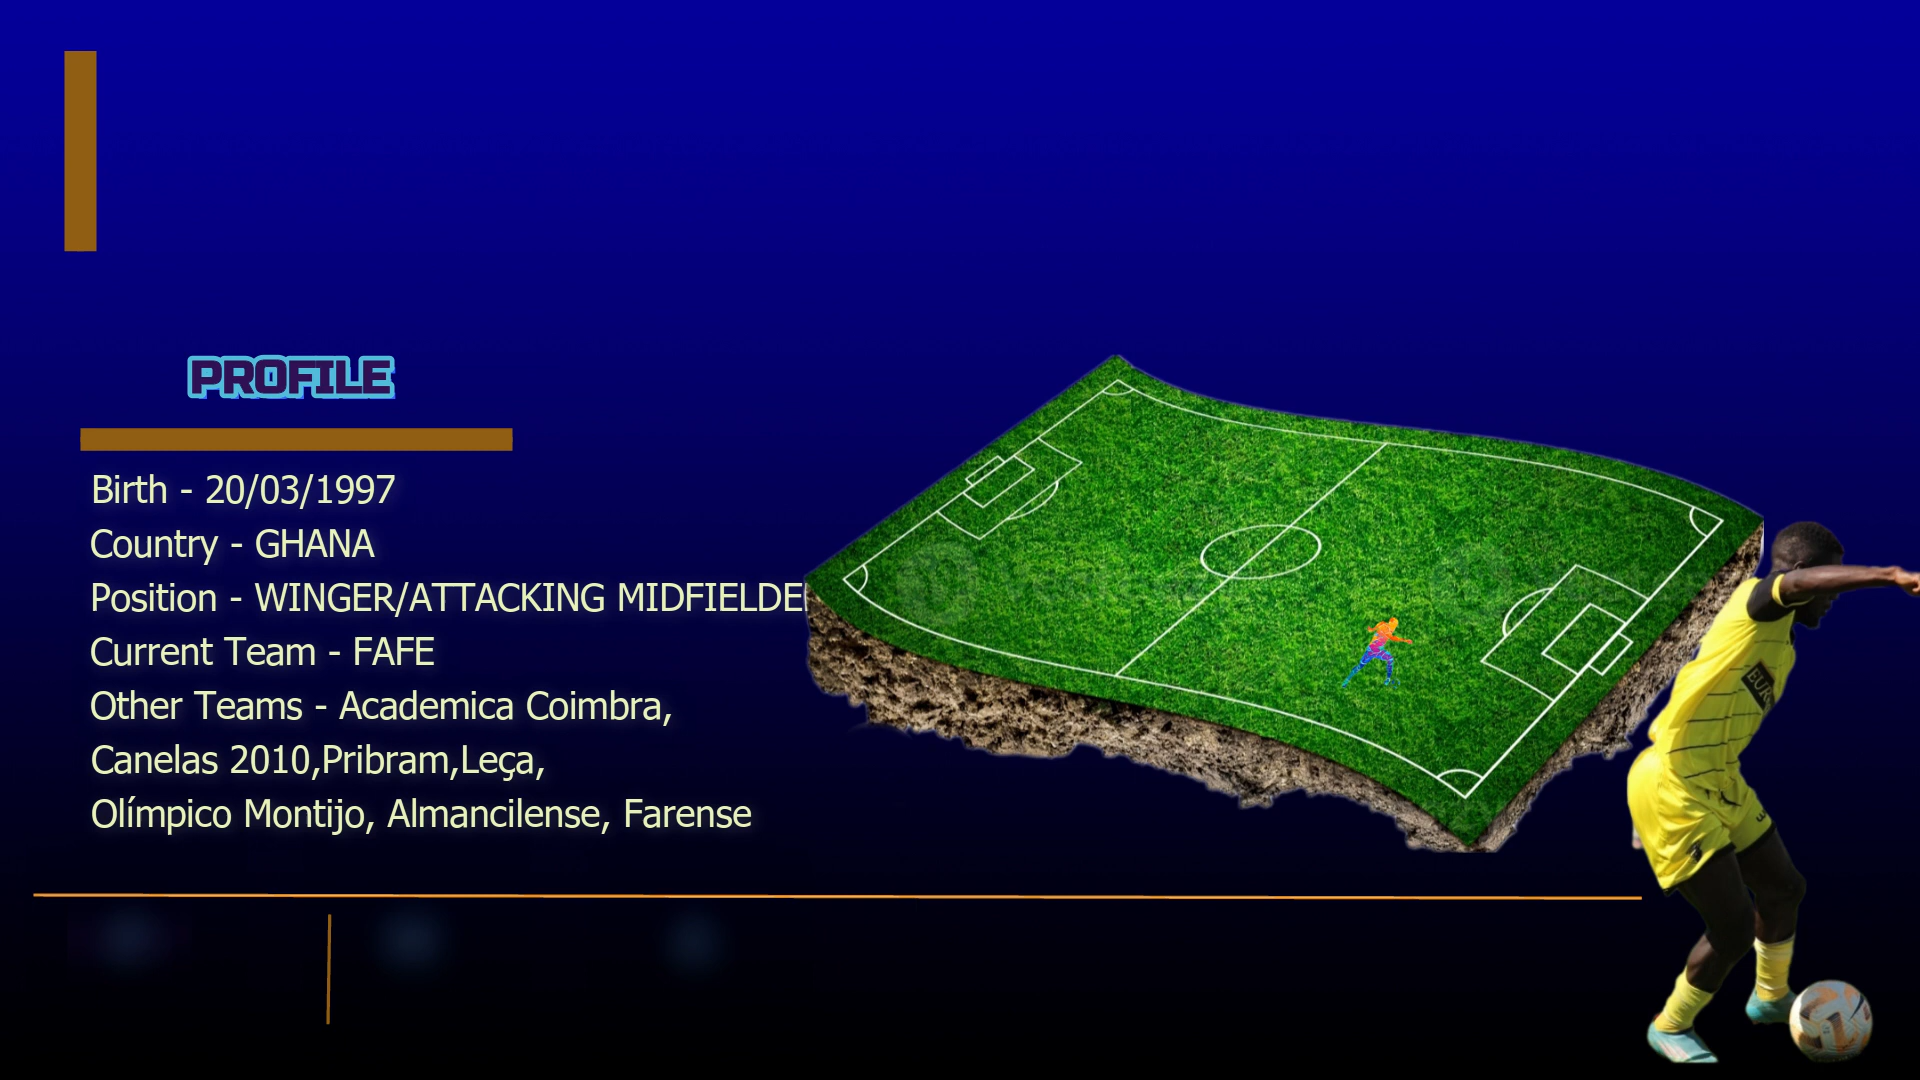 PROFILE
Birth - 20/03/1997
Country - GHANA
Position - WINGER/ATTACKING MIDFIELDE
Current Team - FAFE
Other Teams - Academica Coimbra,
Canelas 2010,Pribram,Leça,
Olímpico Montijo, Almancilense, Farense